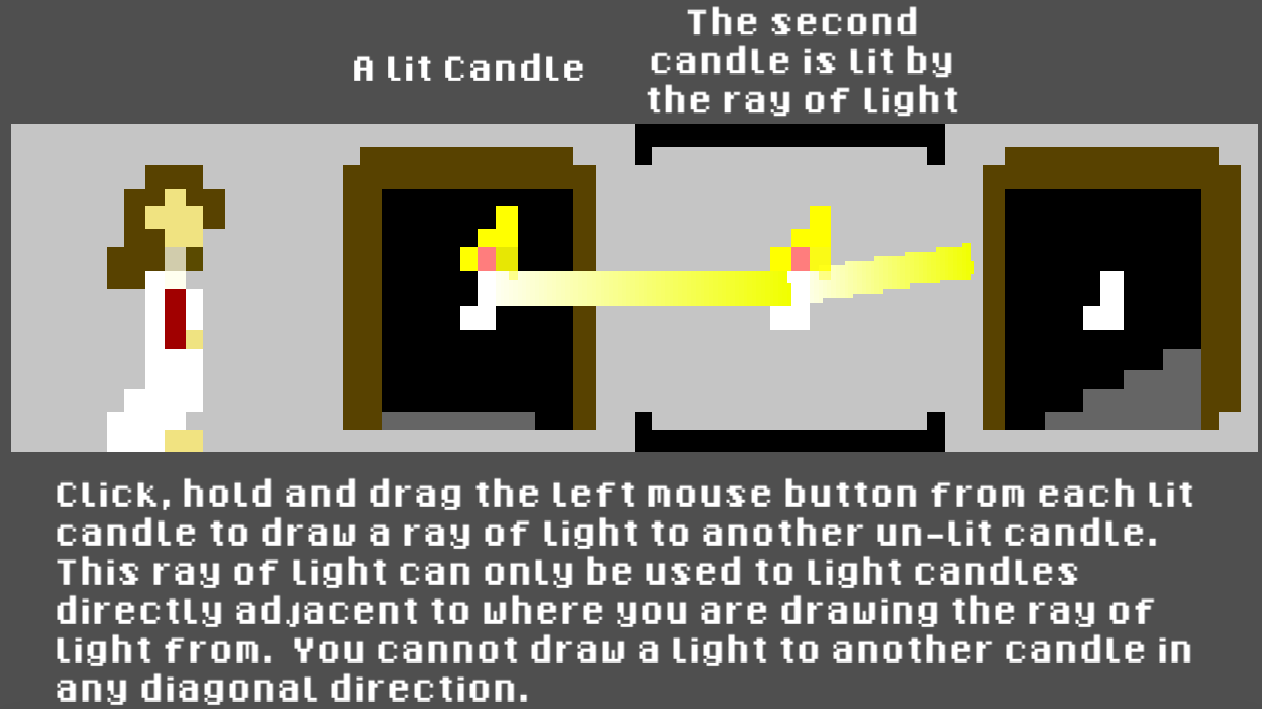 A lit Candle
The second
candle is lit by
the ray of light
Click, hold and drag the left mouse button from each lit
candle to draw a ray of light to another un-lit candle.
This ray of light can only be used to light candles
directly adjacent to where you are drawing the ray of
light from. You cannot draw a light to another candle in
any diagonal direction.